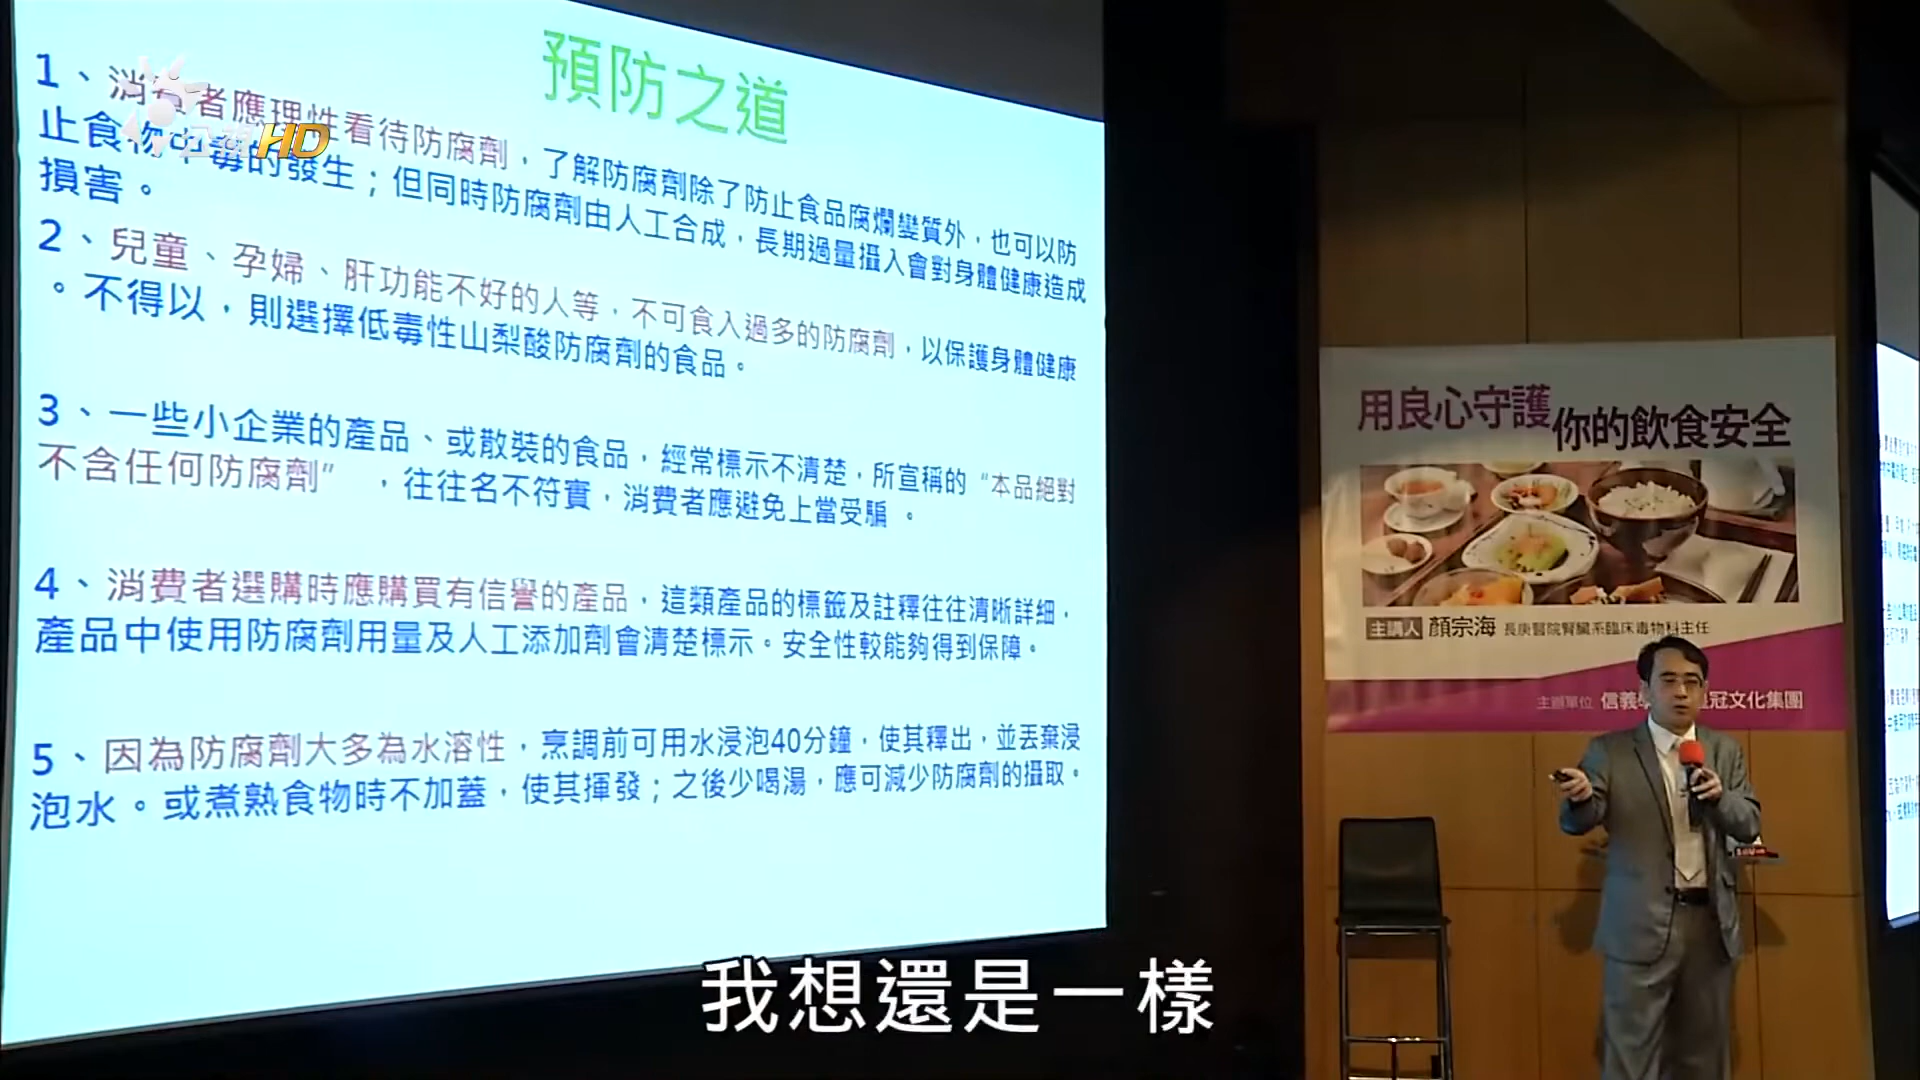 預防之道
1、消費者應理性看待防腐劑，了解防腐劑除了防止食品腐爛變質外，也可以防
止食物中毒的發生；但同時防腐劑由人工合成，長期過量攝入會對身體健康造成
損害。
2、兒童、孕婦、肝功能不好的人等，不可食入過多的防腐劑，以保護身體健康
。不得以，則選擇低毒性山梨酸防腐劑的食品。
3、一些小企業的產品、或散裝的食品，經常標示不清楚，所宣稱的“本品絕對
不含任何防腐劑”，往往名不符實，消費者應避免上當受騙。
4、消費者選購時應購買有信譽的產品，這類產品的標籤及註釋往往清晰詳細，
產品中使用防腐劑用量及人工添加劑會清楚標示。安全性較能夠得到保障。
5、因為防腐劑大多為水溶性，烹調前可用水浸泡40分鐘，使其釋出，並丟棄浸
泡水。或煮熟食物時不加蓋，使其揮發；之後少喝湯，應可減少防腐劑的攝取。
公視HD
用良心守護
你的飲食安全
主講人 顏宗海 長庚醫院腎臟系臨床毒物科主任
主辦單位 信義 冠文化集團
我想還是一樣